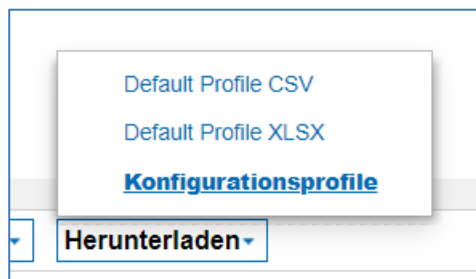 Default Profile CSV
Default Profile XLSX
Konfigurationsprofile
Herunterladen